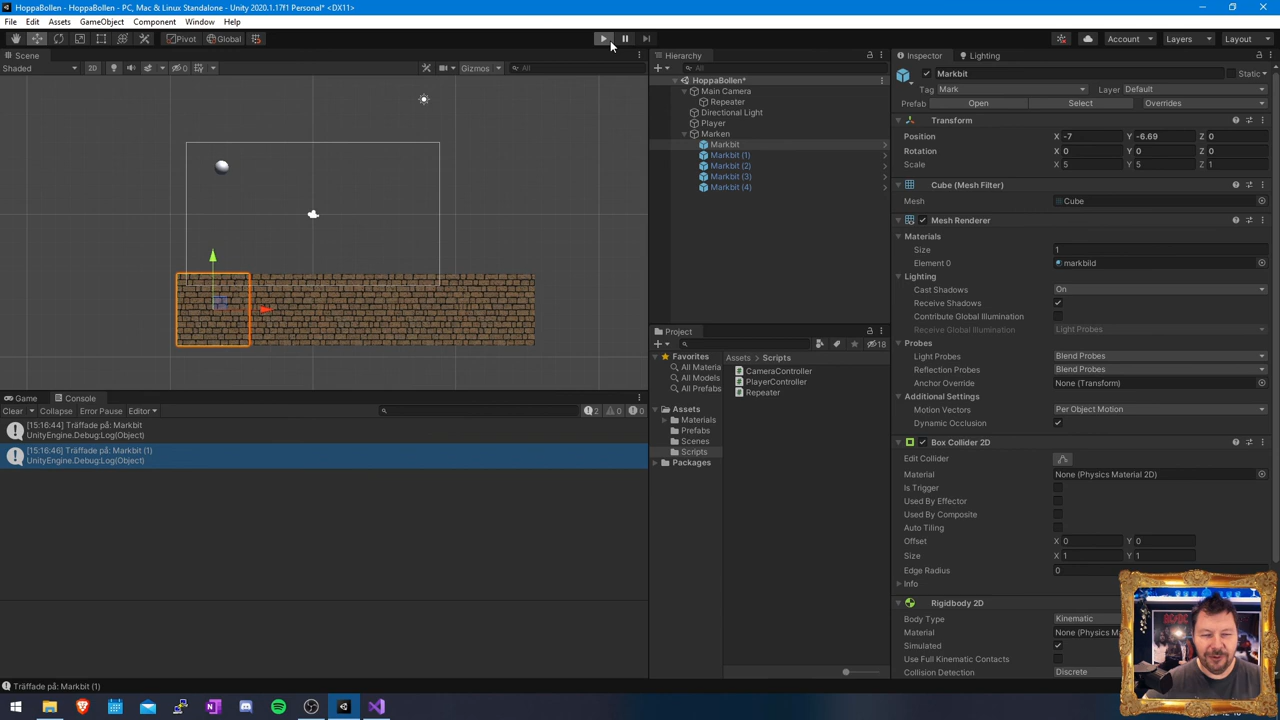 HoppaBollen - HoppaBollen - PC, Mac & Linux Standalone - Unity 2020.1.17f1 Personal* <DX11>
File Edit Assets GameObject Component Window Help
Pivot Global Account Layers Layout
Scene
Shaded 2D 0 Gizmos All
Hierarchy
All
HoppaBollen*
Main Camera
Repeater
Directional Light
Player
Marken
Markbit
Markbit (1)
Markbit (2)
Markbit (3)
Markbit (4)
Project
18
Favorites
All Materia
All Models
All Prefabs
Assets
Materials
Prefabs
Scenes
Scripts
Packages
Assets Scripts
CameraController
PlayerController
Repeater
Inspector Lighting
Markbit Static
Tag Mark Layer Default
Prefab Open Select Overrides
Transform
Position X -7 Y -6.69 Z 0
Rotation X 0 Y 0 Z 0
Scale X 5 Y 5 Z 1
Cube (Mesh Filter)
Mesh Cube
Mesh Renderer
Materials
Size 1
Element 0 markbild
Lighting
Cast Shadows On
Receive Shadows
Contribute Global Illumination
Receive Global Illumination Light Probes
Probes
Light Probes Blend Probes
Reflection Probes Blend Probes
Anchor Override None (Transform)
Additional Settings
Motion Vectors Per Object Motion
Dynamic Occlusion
Box Collider 2D
Edit Collider
Material None (Physics Material 2D)
Is Trigger
Used By Effector
Used By Composite
Auto Tiling
Offset X 0 Y 0
Size X 1 Y 1
Edge Radius 0
Info
Rigidbody 2D
Body Type Kinematic
Material None (Physics M
Simulated
Use Full Kinematic Contacts
Collision Detection Discrete
Game Console
Clear Collapse Error Pause Editor 2 0 0
[15:16:44] Träffade på: Markbit
UnityEngine.Debug:Log(Object)
[15:16:46] Träffade på: Markbit (1)
UnityEngine.Debug:Log(Object)
Träffade på: Markbit (1)